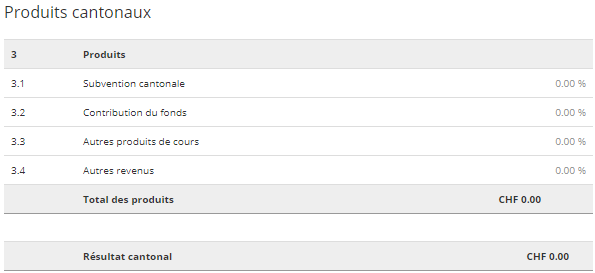 Produits cantonaux
3 Produits
3.1 Subvention cantonale 0.00 %
3.2 Contribution du fonds 0.00 %
3.3 Autres produits de cours 0.00 %
3.4 Autres revenus 0.00 %
Total des produits CHF 0.00
Résultat cantonal CHF 0.00